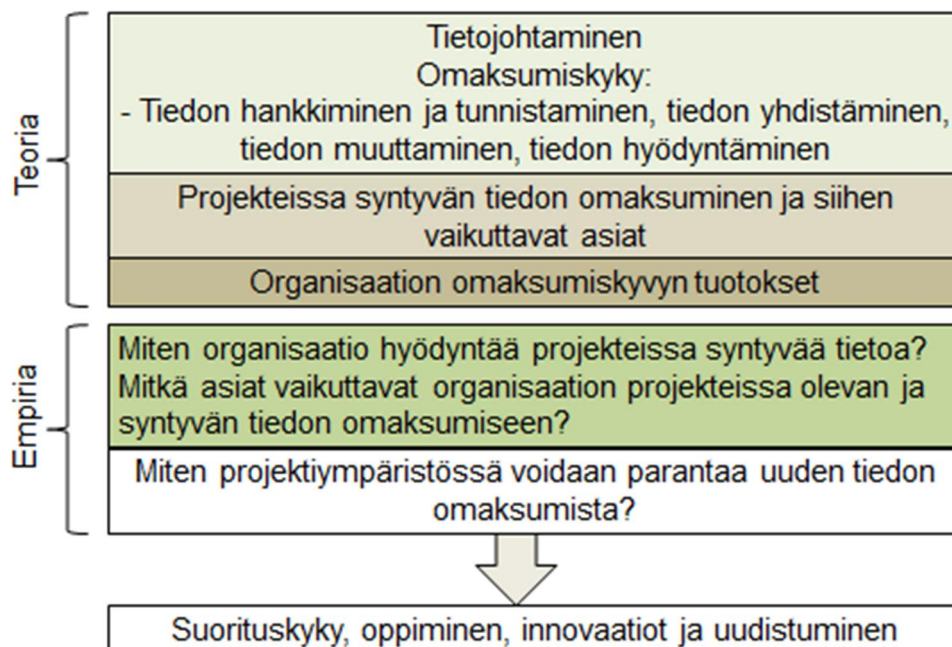 Teoria
Tietojohtaminen
Omaksumiskyky:
- Tiedon hankkiminen ja tunnistaminen, tiedon yhdistäminen,
tiedon muuttaminen, tiedon hyödyntäminen
Projekteissa syntyvän tiedon omaksuminen ja siihen
vaikuttavat asiat
Organisaation omaksumiskyvyn tuotokset
Empiria
Miten organisaatio hyödyntää projekteissa syntyvää tietoa?
Mitkä asiat vaikuttavat organisaation projekteissa olevan ja
syntyvän tiedon omaksumiseen?
Miten projektiympäristössä voidaan parantaa uuden tiedon
omaksumista?
Suorituskyky, oppiminen, innovaatiot ja uudistuminen